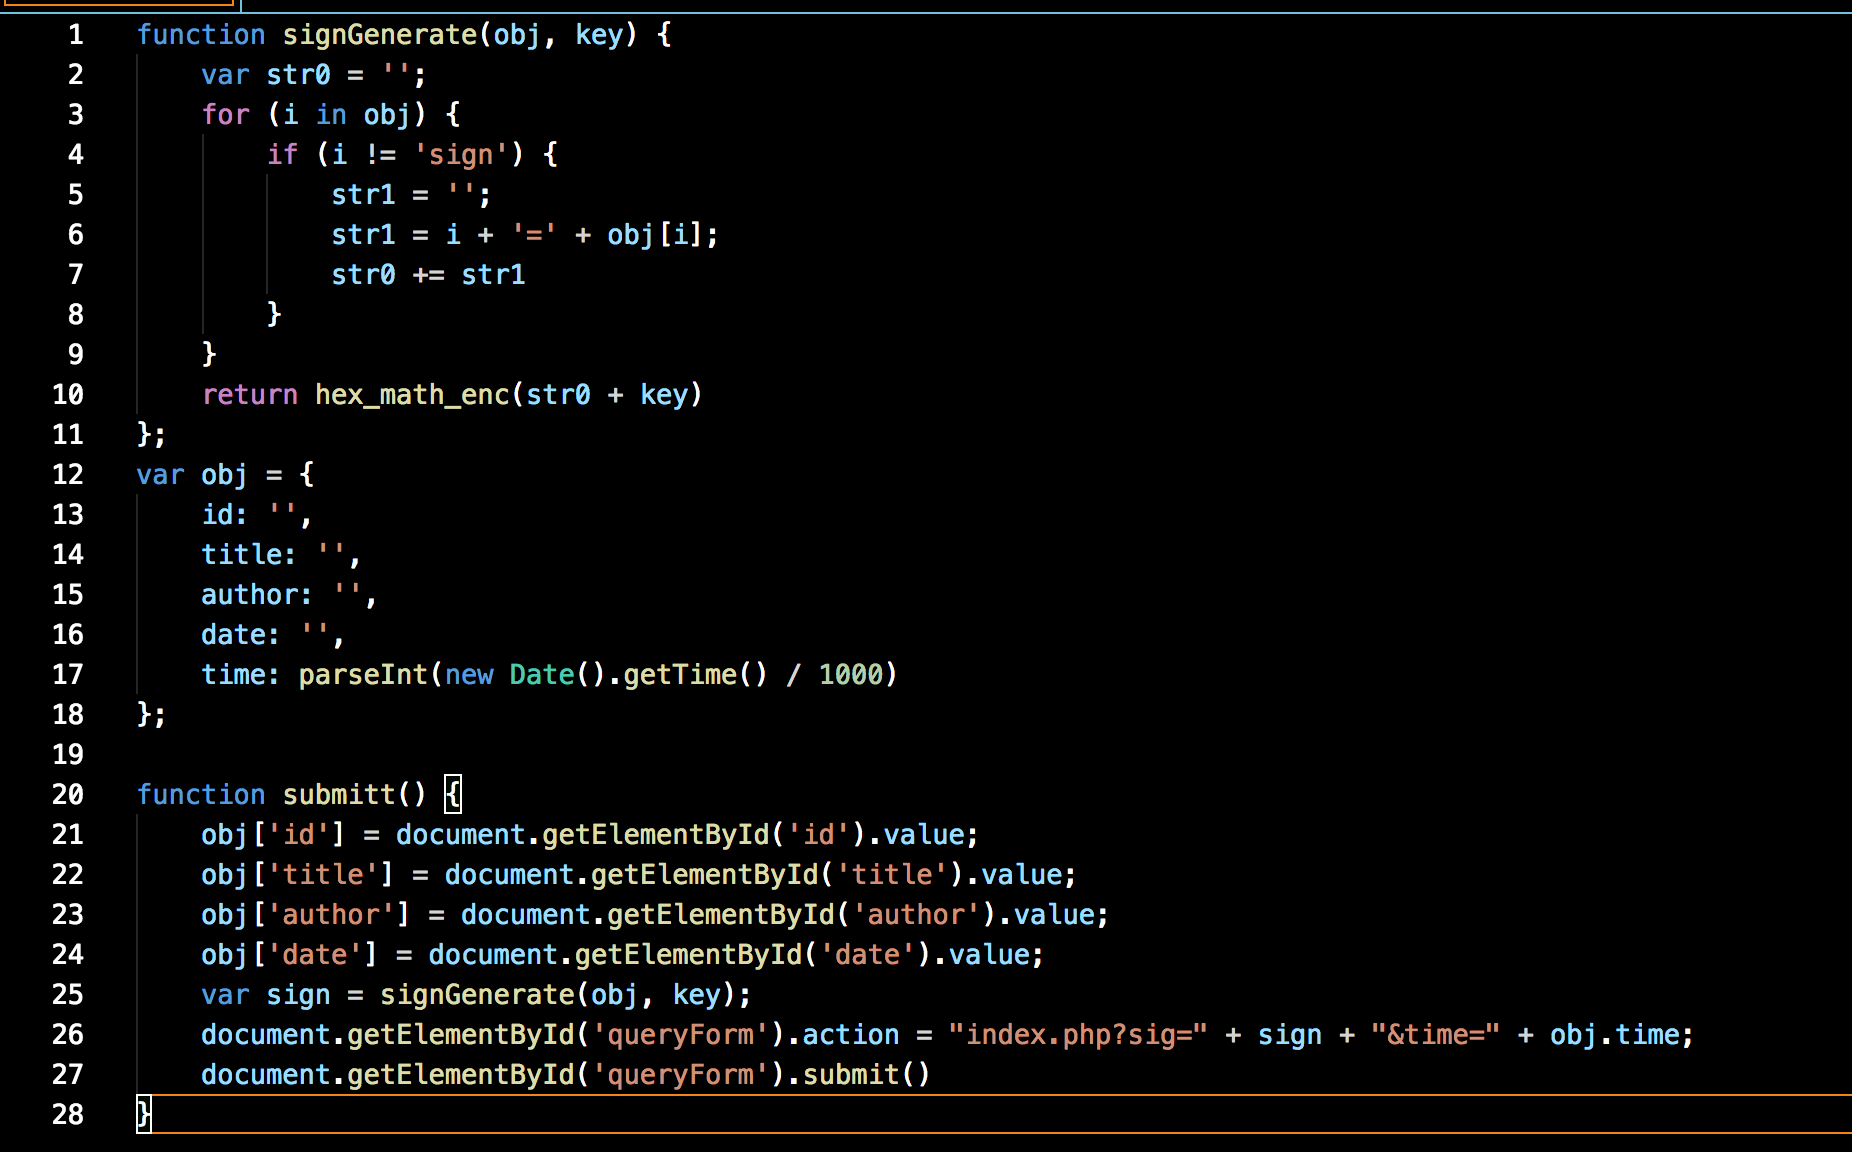 1 function signGenerate(obj, key) {
2     var str0 = '';
3     for (i in obj) {
4         if (i != 'sign') {
5             str1 = '';
6             str1 = i + '=' + obj[i];
7             str0 += str1
8         }
9     }
10     return hex_math_enc(str0 + key)
11 };
12 var obj = {
13     id: '',
14     title: '',
15     author: '',
16     date: '',
17     time: parseInt(new Date().getTime() / 1000)
18 };
19
20 function submitt() {
21     obj['id'] = document.getElementById('id').value;
22     obj['title'] = document.getElementById('title').value;
23     obj['author'] = document.getElementById('author').value;
24     obj['date'] = document.getElementById('date').value;
25     var sign = signGenerate(obj, key);
26     document.getElementById('queryForm').action = "index.php?sig=" + sign + "&time=" + obj.time;
27     document.getElementById('queryForm').submit()
28 }